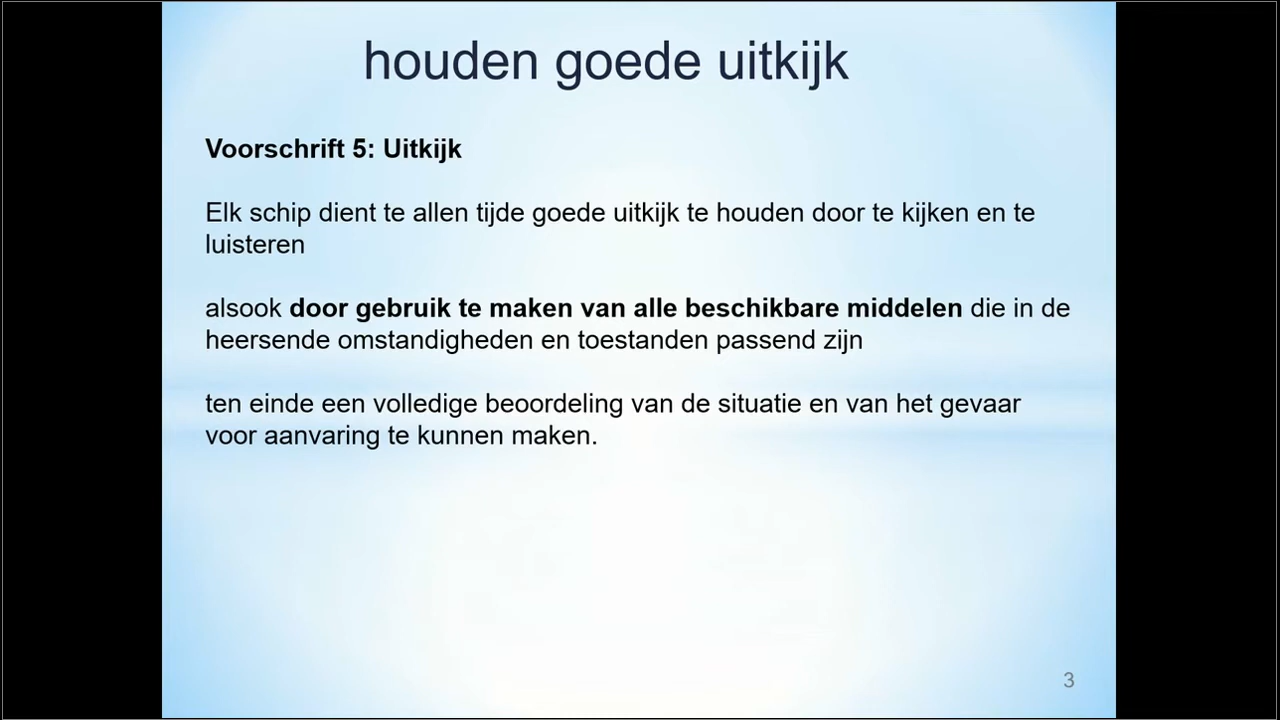 houden goede uitkijk
Voorschrift 5: Uitkijk
Elk schip dient te allen tijde goede uitkijk te houden door te kijken en te
luisteren
alsook door gebruik te maken van alle beschikbare middelen die in de
heersende omstandigheden en toestanden passend zijn
ten einde een volledige beoordeling van de situatie en van het gevaar
voor aanvaring te kunnen maken.
3